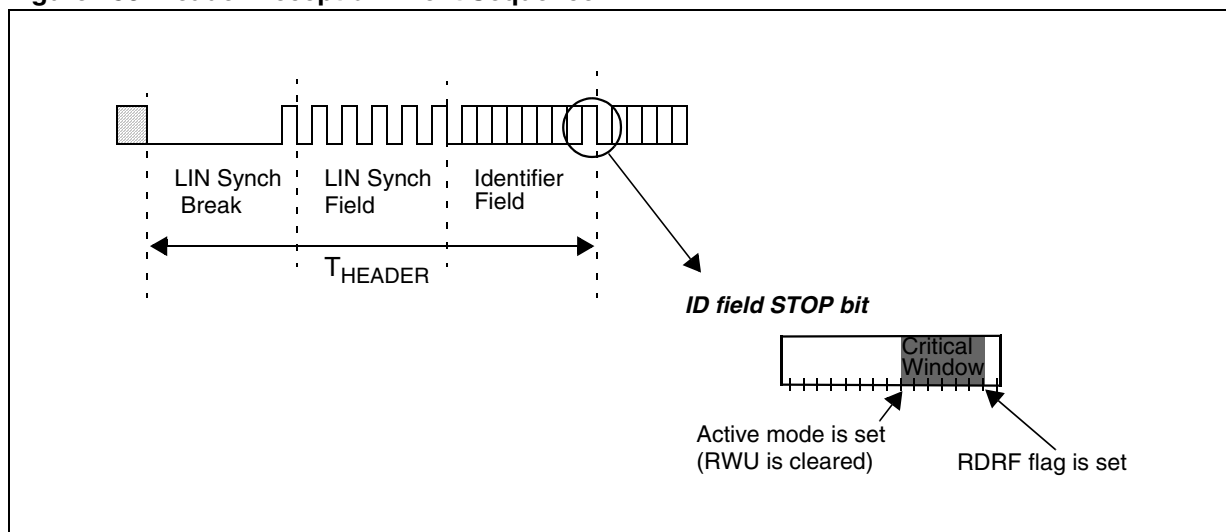 LIN Synch
Break
LIN Synch
Field
Identifier
Field
THEADER
ID field STOP bit
Critical
Window
Active mode is set
(RWU is cleared)
RDRF flag is set